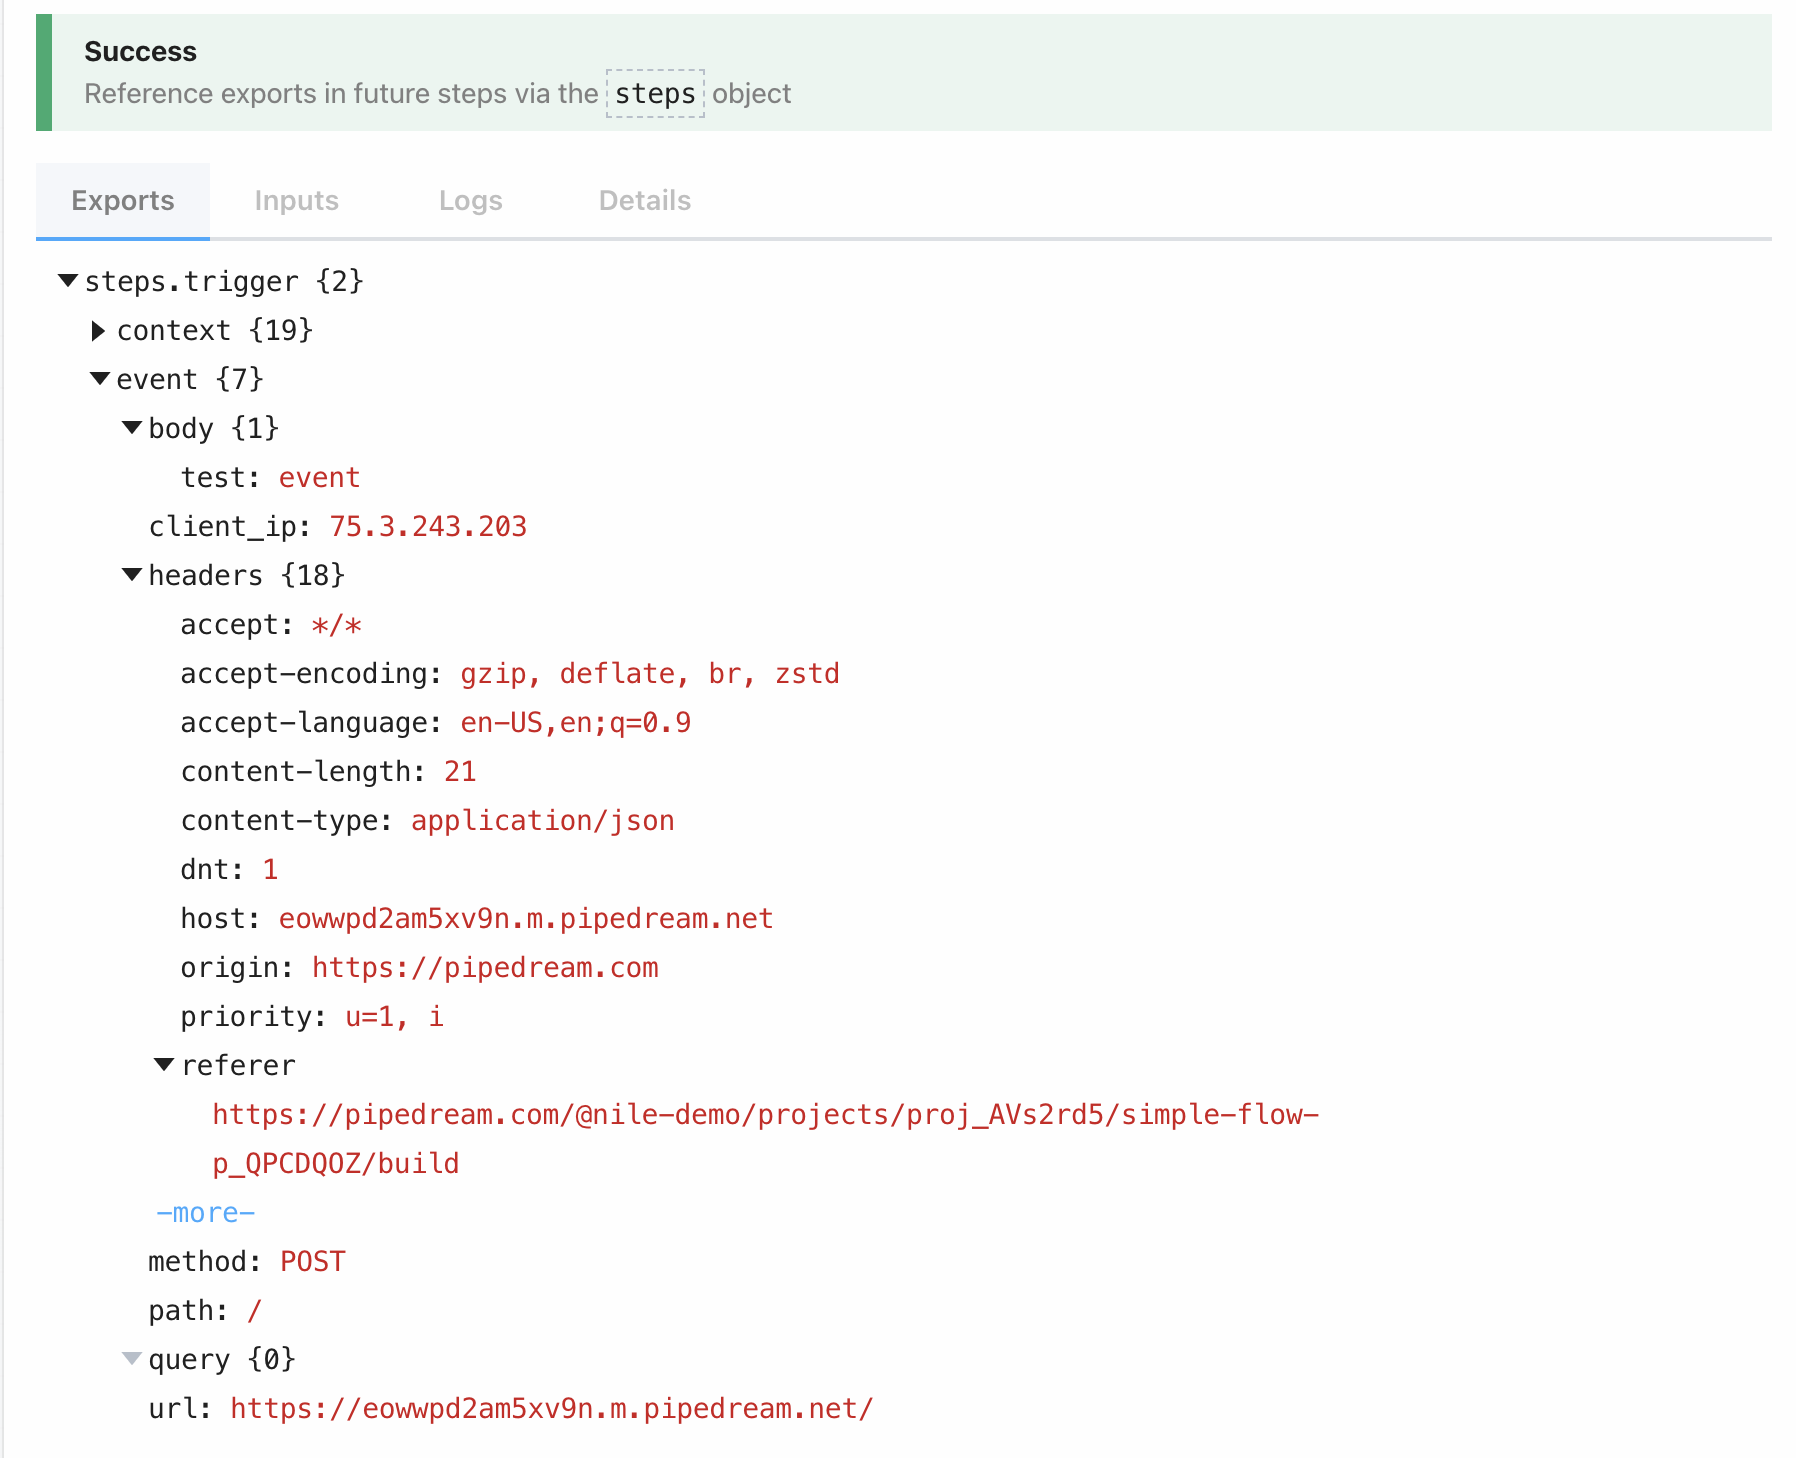 Success
Reference exports in future steps via the steps object
Exports Inputs Logs Details
steps.trigger {2}
context {19}
event {7}
body {1}
test: event
client_ip: 75.3.243.203
headers {18}
accept: */*
accept-encoding: gzip, deflate, br, zstd
accept-language: en-US,en;q=0.9
content-length: 21
content-type: application/json
dnt: 1
host: eowwpd2am5xv9n.m.pipedream.net
origin: https://pipedream.com
priority: u=1, i
referer
https://pipedream.com/@nile-demo/projects/proj_AVs2rd5/simple-flow-
p_QPCDQOZ/build
-more-
method: POST
path: /
query {0}
url: https://eowwpd2am5xv9n.m.pipedream.net/